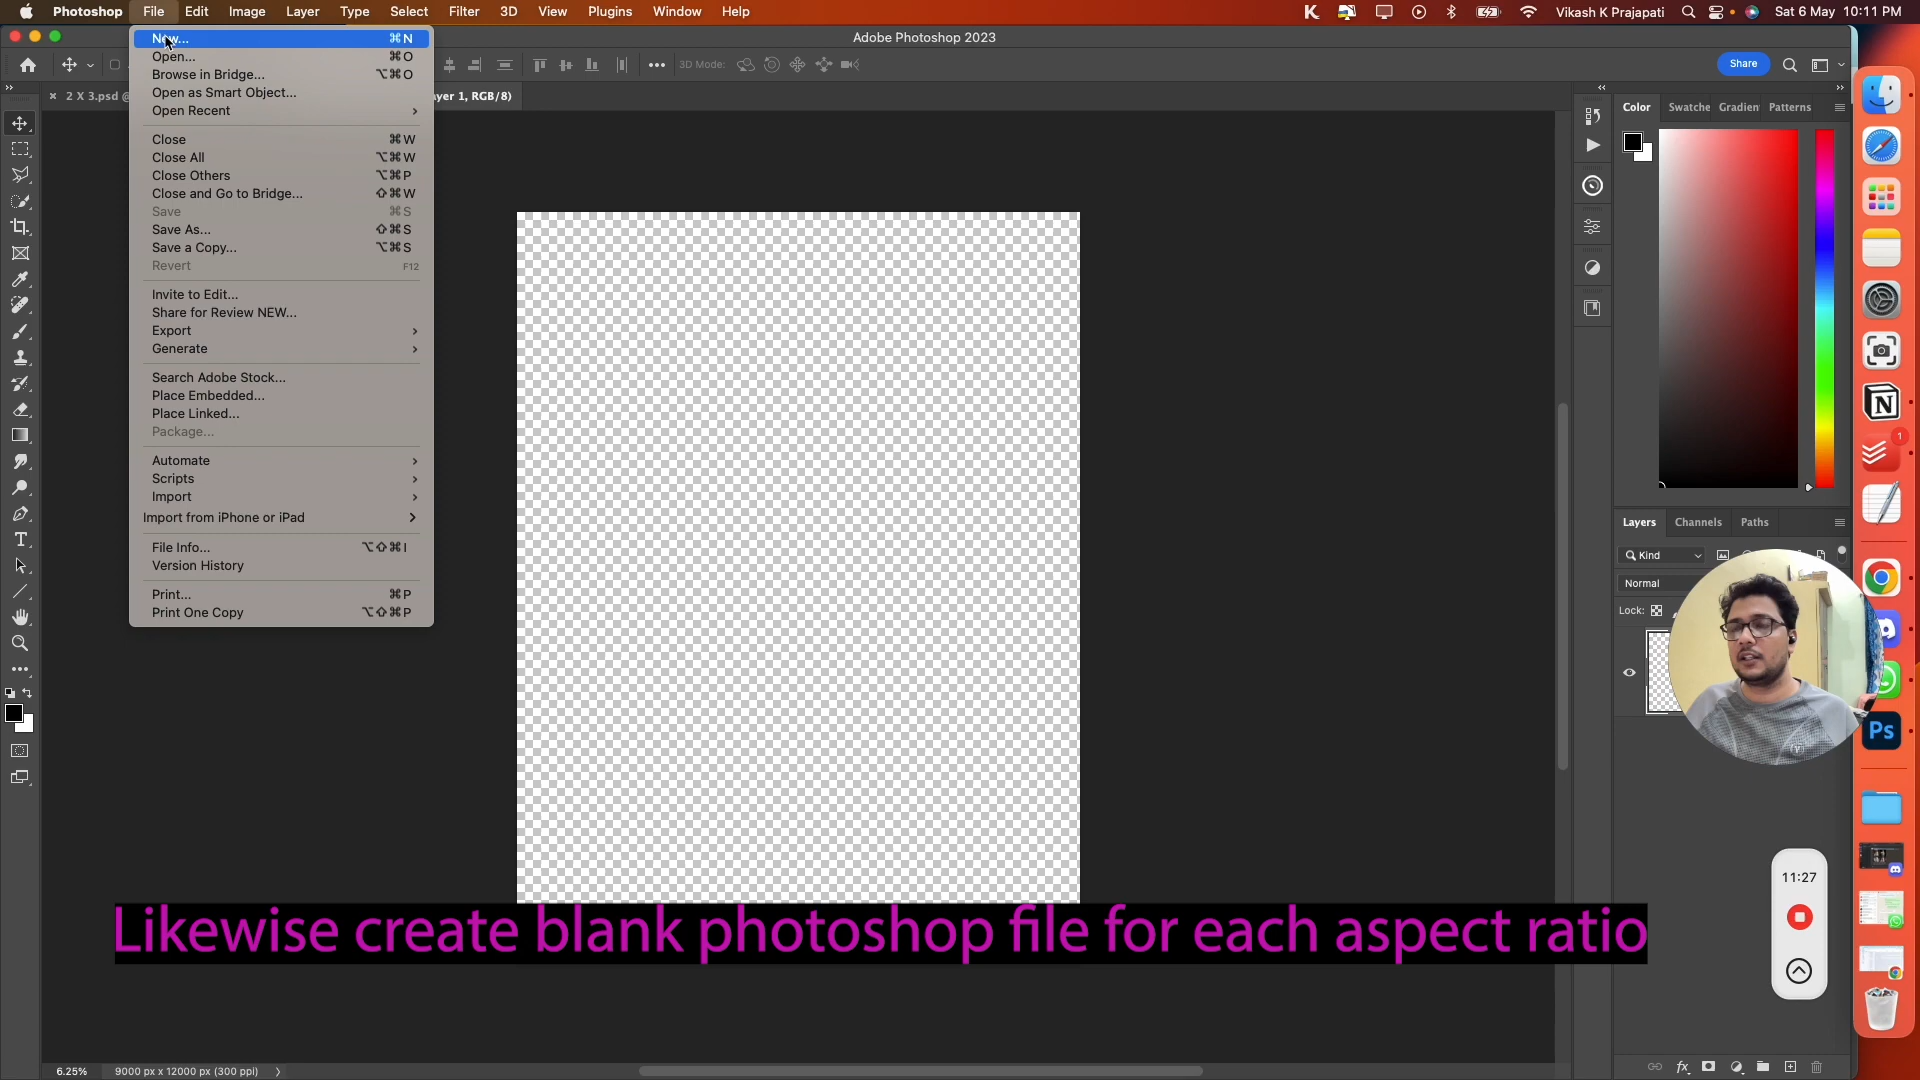 Photoshop File Edit Image Layer Type Select Filter 3D View Plugins Window Help Vikash K Prajapati Sat 6 May 10:11 PM
Adobe Photoshop 2023
New... ⌘N
Open... ⌘O
Browse in Bridge... ⌥⌘O
Open as Smart Object...
Open Recent
Close ⌘W
Close All ⌥⌘W
Close Others ⌥⌘P
Close and Go to Bridge... ⇧⌘W
Save ⌘S
Save As... ⇧⌘S
Save a Copy... ⌥⌘S
Revert F12
Invite to Edit...
Share for Review NEW...
Export
Generate
Search Adobe Stock...
Place Embedded...
Place Linked...
Package...
Automate
Scripts
Import
Import from iPhone or iPad
File Info... ⌥⇧⌘I
Version History
Print... ⌘P
Print One Copy ⌥⇧⌘P
3D Mode: Share
2 X 3.psd @ yer 1, RGB/8)
Color Swatche Gradien Patterns
Layers Channels Paths
Kind
Normal
Lock:
1
Ps
11:27
Likewise create blank photoshop file for each aspect ratio
6.25% 9000 px x 12000 px (300 ppi)
fx